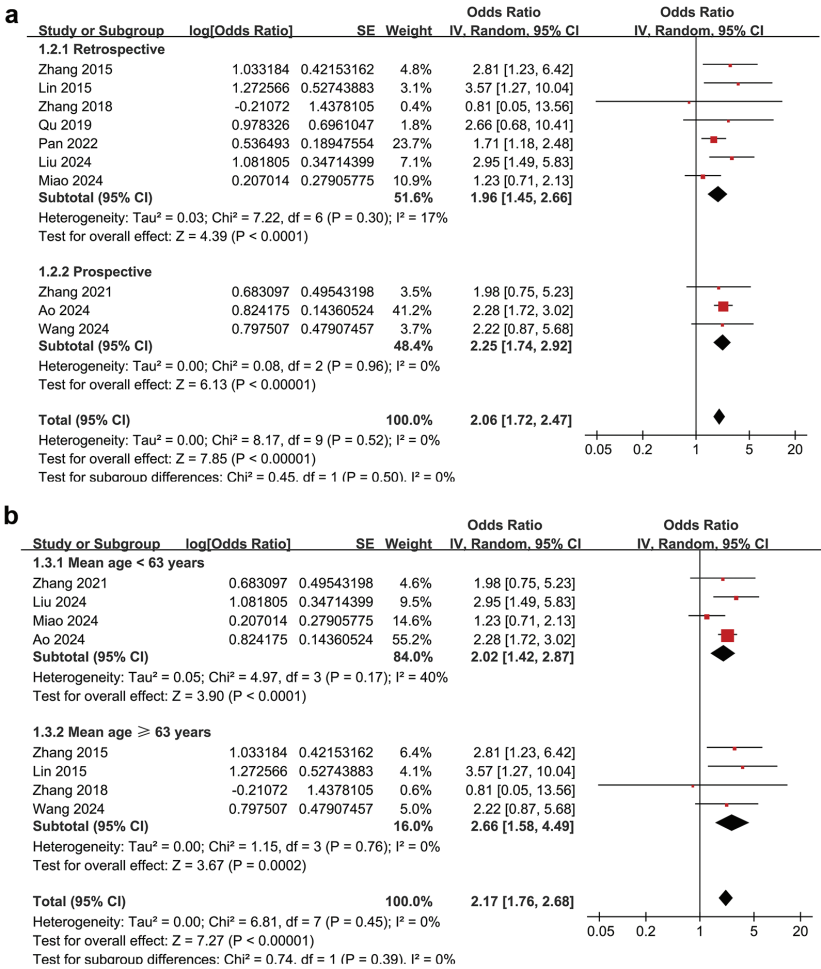 a
Odds Ratio Odds Ratio
Study or Subgroup log[Odds Ratio] SE Weight IV, Random, 95% CI IV, Random, 95% CI
1.2.1 Retrospective
Zhang 2015 1.033184 0.42153162 4.8% 2.81 [1.23, 6.42]
Lin 2015 1.272566 0.52743883 3.1% 3.57 [1.27, 10.04]
Zhang 2018 -0.21072 1.4378105 0.4% 0.81 [0.05, 13.56]
Qu 2019 0.978326 0.6961047 1.8% 2.66 [0.68, 10.41]
Pan 2022 0.536493 0.18947554 23.7% 1.71 [1.18, 2.48]
Liu 2024 1.081805 0.34714399 7.1% 2.95 [1.49, 5.83]
Miao 2024 0.207014 0.27905775 10.9% 1.23 [0.71, 2.13]
Subtotal (95% CI) 51.6% 1.96 [1.45, 2.66]
Heterogeneity: Tau² = 0.03; Chi² = 7.22, df = 6 (P = 0.30); I² = 17%
Test for overall effect: Z = 4.39 (P < 0.0001)
1.2.2 Prospective
Zhang 2021 0.683097 0.49543198 3.5% 1.98 [0.75, 5.23]
Ao 2024 0.824175 0.14360524 41.2% 2.28 [1.72, 3.02]
Wang 2024 0.797507 0.47907457 3.7% 2.22 [0.87, 5.68]
Subtotal (95% CI) 48.4% 2.25 [1.74, 2.92]
Heterogeneity: Tau² = 0.00; Chi² = 0.08, df = 2 (P = 0.96); I² = 0%
Test for overall effect: Z = 6.13 (P < 0.00001)
Total (95% CI) 100.0% 2.06 [1.72, 2.47]
Heterogeneity: Tau² = 0.00; Chi² = 8.17, df = 9 (P = 0.52); I² = 0%
0.05 0.2 1 5 20
Test for overall effect: Z = 7.85 (P < 0.00001)
Test for subgroup differences: Chi² = 0.45, df = 1 (P = 0.50), I² = 0%
b
Odds Ratio Odds Ratio
Study or Subgroup log[Odds Ratio] SE Weight IV, Random, 95% CI IV, Random, 95% CI
1.3.1 Mean age < 63 years
Zhang 2021 0.683097 0.49543198 4.6% 1.98 [0.75, 5.23]
Liu 2024 1.081805 0.34714399 9.5% 2.95 [1.49, 5.83]
Miao 2024 0.207014 0.27905775 14.6% 1.23 [0.71, 2.13]
Ao 2024 0.824175 0.14360524 55.2% 2.28 [1.72, 3.02]
Subtotal (95% CI) 84.0% 2.02 [1.42, 2.87]
Heterogeneity: Tau² = 0.05; Chi² = 4.97, df = 3 (P = 0.17); I² = 40%
Test for overall effect: Z = 3.90 (P < 0.0001)
1.3.2 Mean age ⩾ 63 years
Zhang 2015 1.033184 0.42153162 6.4% 2.81 [1.23, 6.42]
Lin 2015 1.272566 0.52743883 4.1% 3.57 [1.27, 10.04]
Zhang 2018 -0.21072 1.4378105 0.6% 0.81 [0.05, 13.56]
Wang 2024 0.797507 0.47907457 5.0% 2.22 [0.87, 5.68]
Subtotal (95% CI) 16.0% 2.66 [1.58, 4.49]
Heterogeneity: Tau² = 0.00; Chi² = 1.15, df = 3 (P = 0.76); I² = 0%
Test for overall effect: Z = 3.67 (P = 0.0002)
Total (95% CI) 100.0% 2.17 [1.76, 2.68]
Heterogeneity: Tau² = 0.00; Chi² = 6.81, df = 7 (P = 0.45); I² = 0%
0.05 0.2 1 5 20
Test for overall effect: Z = 7.27 (P < 0.00001)
Test for subgroup differences: Chi² = 0.74, df = 1 (P = 0.39), I² = 0%